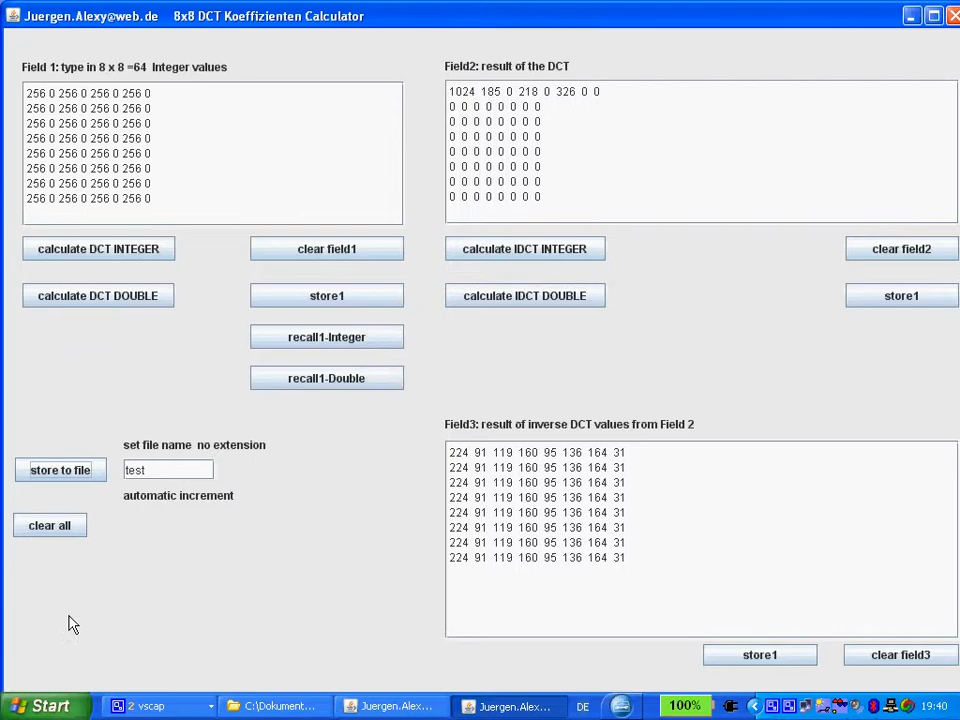 Juergen.Alexy@web.de 8x8 DCT Koeffizienten Calculator
Field 1: type in 8 x 8 =64 Integer values
256 0 256 0 256 0 256 0
256 0 256 0 256 0 256 0
256 0 256 0 256 0 256 0
256 0 256 0 256 0 256 0
256 0 256 0 256 0 256 0
256 0 256 0 256 0 256 0
256 0 256 0 256 0 256 0
256 0 256 0 256 0 256 0
Field2: result of the DCT
1024 185 0 218 0 326 0 0
0 0 0 0 0 0 0 0
0 0 0 0 0 0 0 0
0 0 0 0 0 0 0 0
0 0 0 0 0 0 0 0
0 0 0 0 0 0 0 0
0 0 0 0 0 0 0 0
0 0 0 0 0 0 0 0
calculate DCT INTEGER
clear field1
calculate IDCT INTEGER
clear field2
calculate DCT DOUBLE
store1
calculate IDCT DOUBLE
store1
recall1-Integer
recall1-Double
set file name no extension
store to file
test
automatic increment
clear all
Field3: result of inverse DCT values from Field 2
224 91 119 160 95 136 164 31
224 91 119 160 95 136 164 31
224 91 119 160 95 136 164 31
224 91 119 160 95 136 164 31
224 91 119 160 95 136 164 31
224 91 119 160 95 136 164 31
224 91 119 160 95 136 164 31
224 91 119 160 95 136 164 31
store1
clear field3
Start
2 vscap
C:\Dokument...
Juergen.Alex...
Juergen.Alex...
DE
100%
19:40